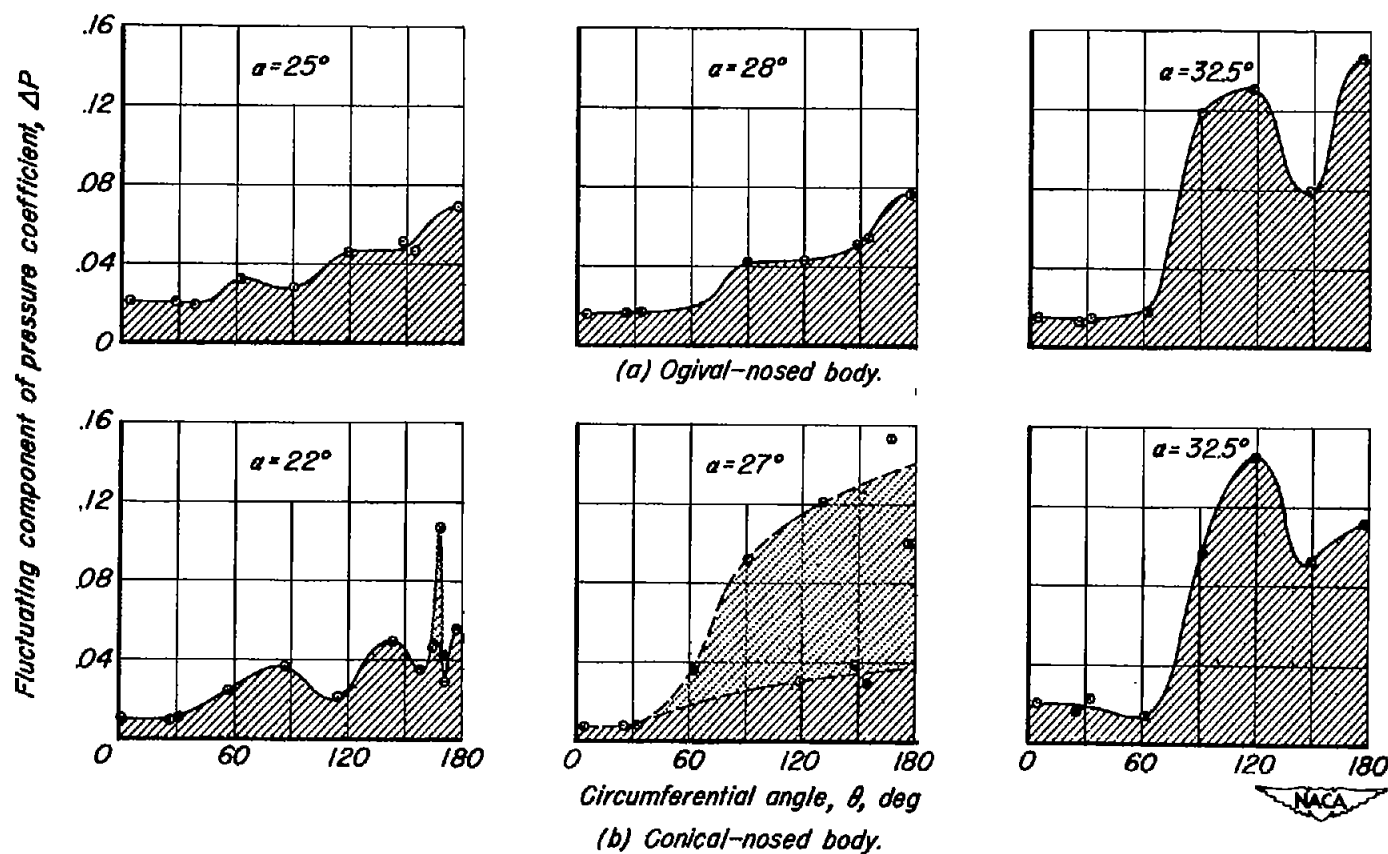 Fluctuating component of pressure coefficient, ΔP
.16
.12
.08
.04
0
α=25°
α=28°
α=32.5°
(a) Ogival-nosed body.
.16
.12
.08
.04
0
α=22°
α=27°
α=32.5°
60 120 180
0 60 120 180
0 60 120 180
Circumferential angle, θ, deg
NACA
(b) Conical-nosed body.